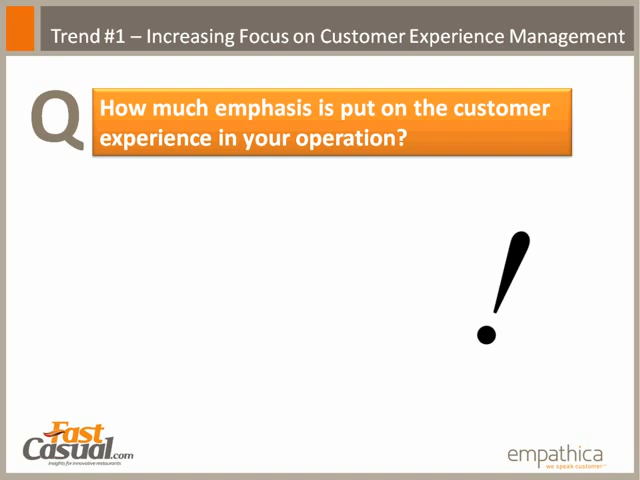 Trend #1 – Increasing Focus on Customer Experience Management
Q
How much emphasis is put on the customer
experience in your operation?
!
Fast
Casual.com
insights for innovative restaurants
empathica
we speak customer™